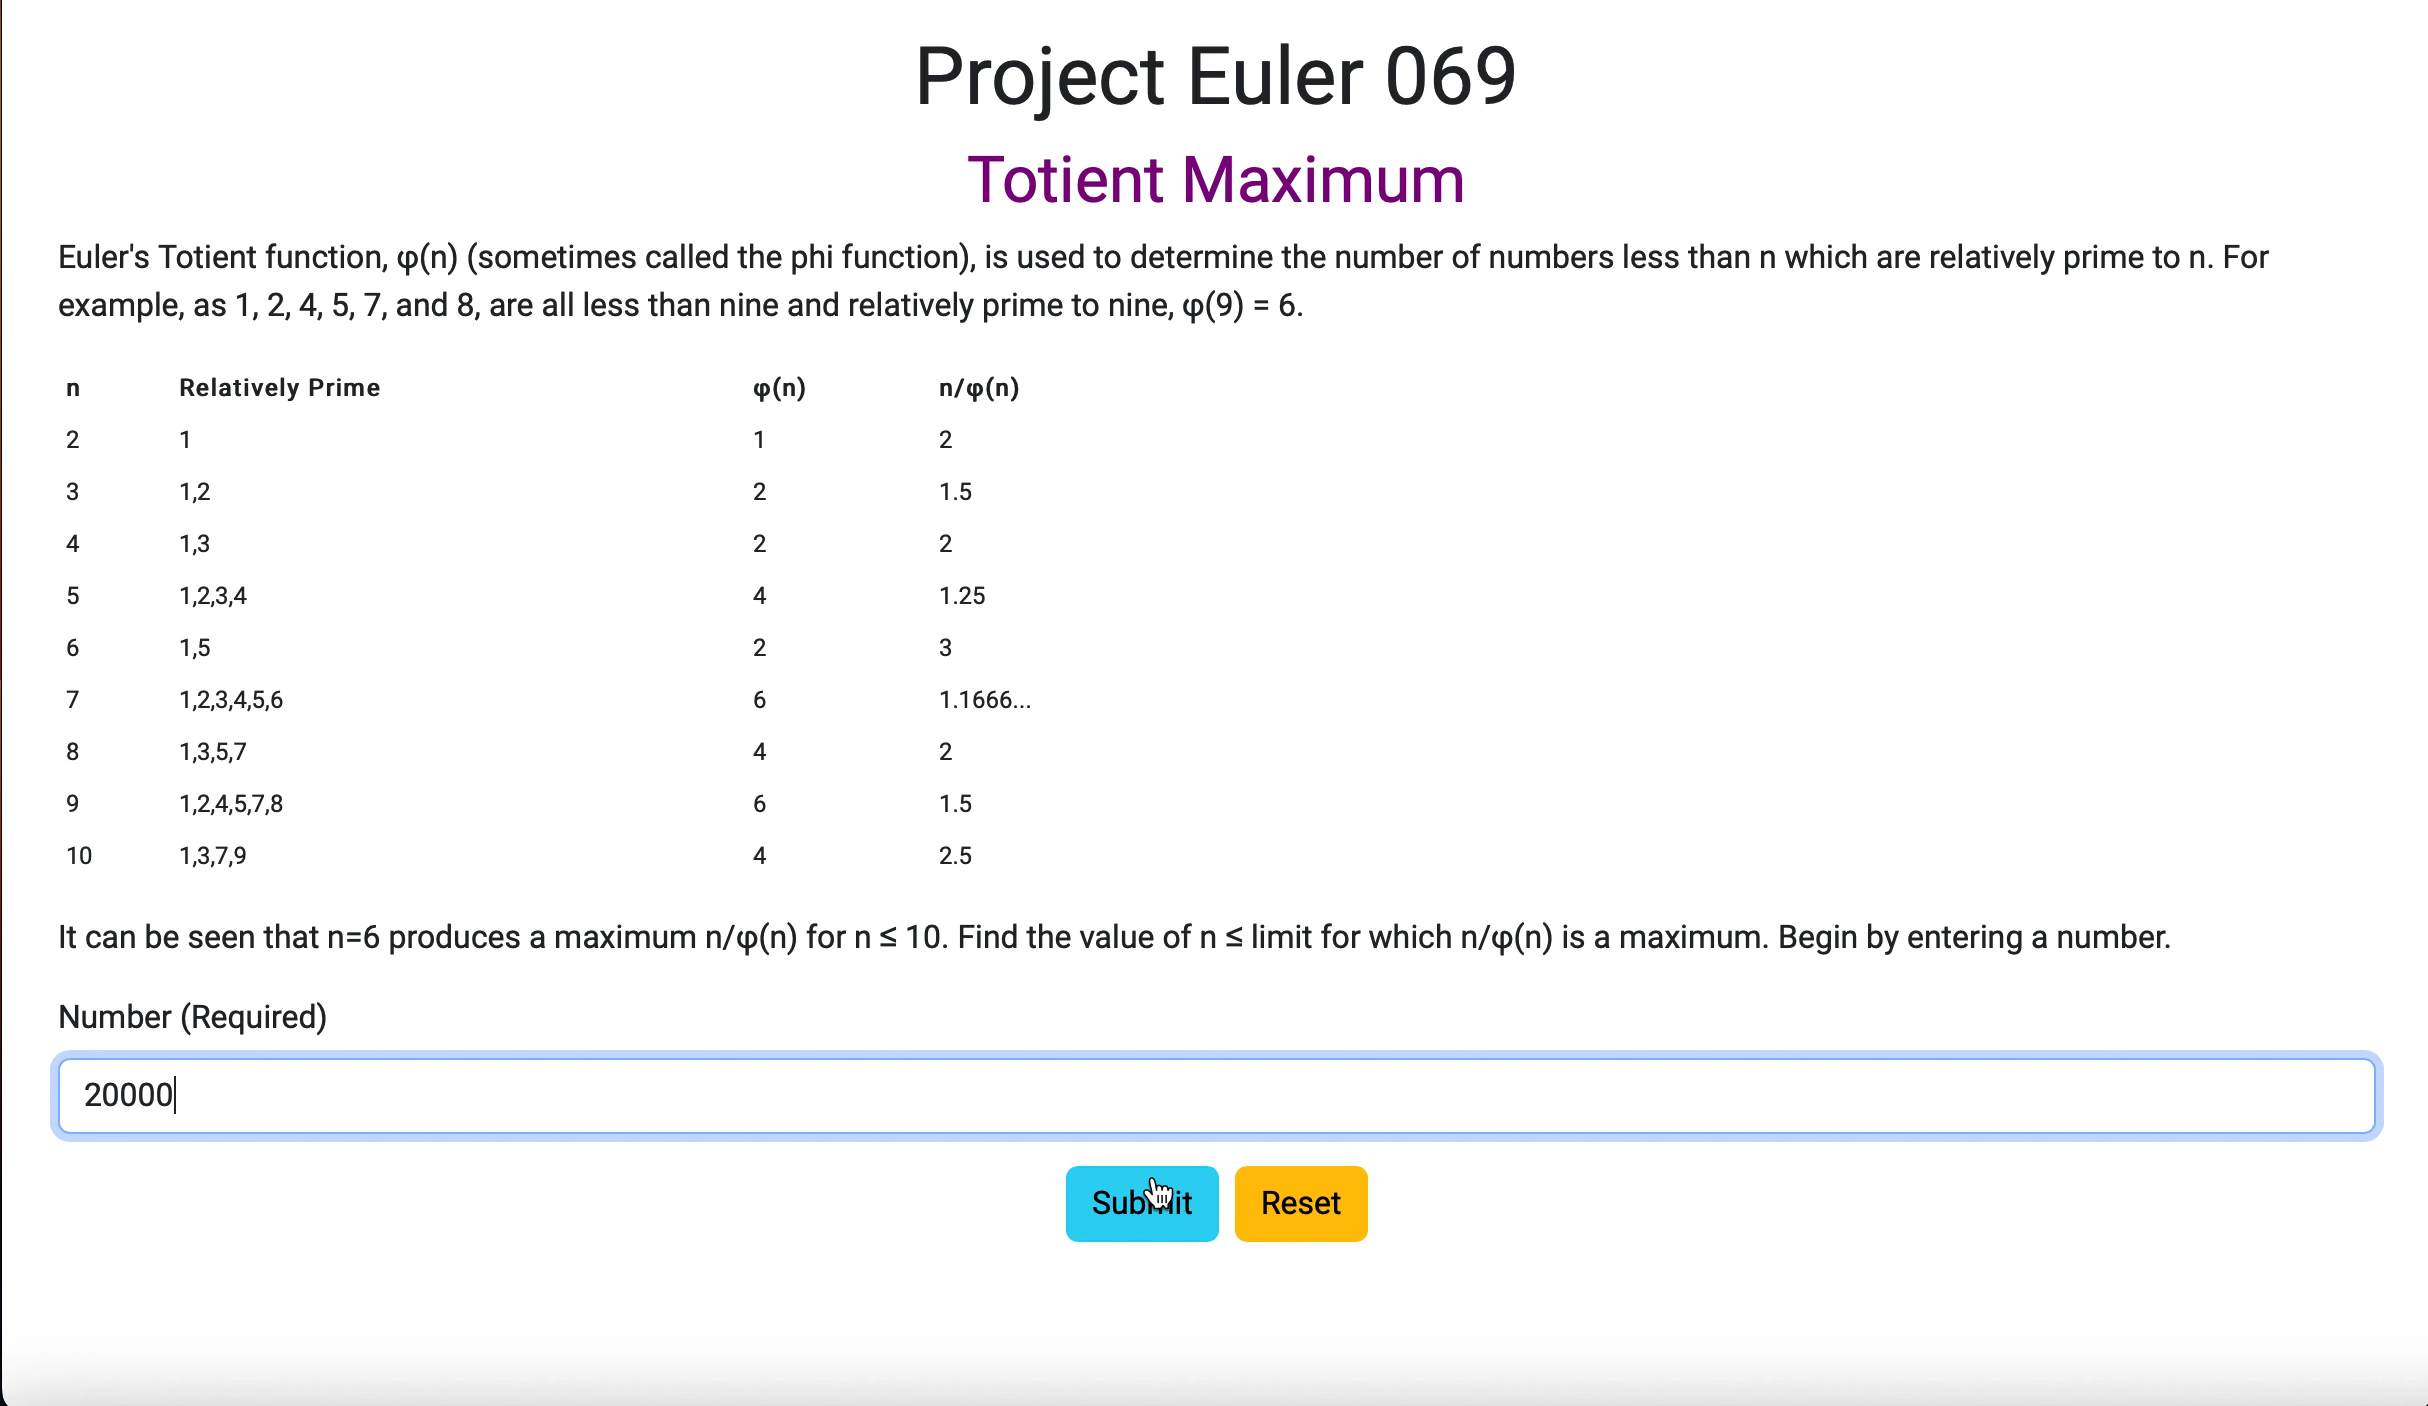 Project Euler 069
Totient Maximum
Euler's Totient function, φ(n) (sometimes called the phi function), is used to determine the number of numbers less than n which are relatively prime to n. For
example, as 1, 2, 4, 5, 7, and 8, are all less than nine and relatively prime to nine, φ(9) = 6.
n Relatively Prime φ(n) n/φ(n)
2 1 1 2
3 1,2 2 1.5
4 1,3 2 2
5 1,2,3,4 4 1.25
6 1,5 2 3
7 1,2,3,4,5,6 6 1.1666...
8 1,3,5,7 4 2
9 1,2,4,5,7,8 6 1.5
10 1,3,7,9 4 2.5
It can be seen that n=6 produces a maximum n/φ(n) for n ≤ 10. Find the value of n ≤ limit for which n/φ(n) is a maximum. Begin by entering a number.
Number (Required)
20000
Submit Reset